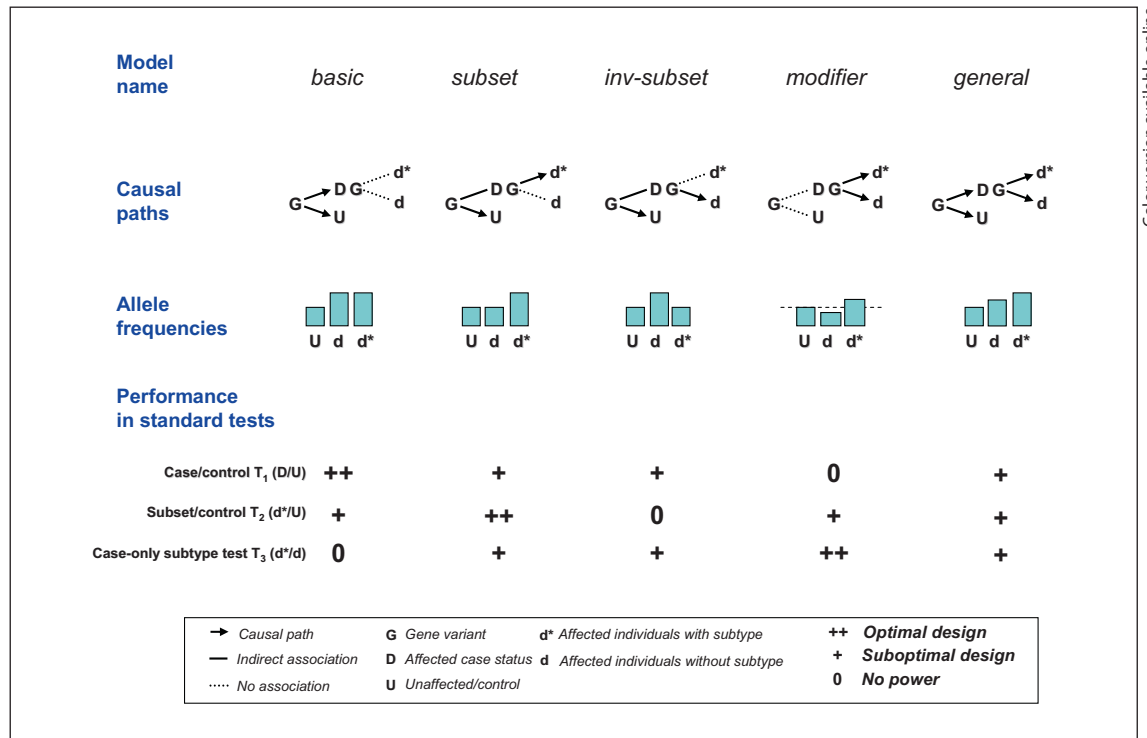 Model
name
basic subset inv-subset modifier general
Causal
paths
G D G d* d U
G D G d* d U
G D G d* d U
G D G d* d U
G D G d* d U
Allele
frequencies
U d d* U d d* U d d* U d d* U d d*
Performance
in standard tests
Case/control T₁ (D/U) ++ + + 0 +
Subset/control T₂ (d*/U) + ++ 0 + +
Case-only subtype test T₃ (d*/d) 0 + + ++ +
Causal path G Gene variant d* Affected individuals with subtype ++ Optimal design
Indirect association D Affected case status d Affected individuals without subtype + Suboptimal design
No association U Unaffected/control 0 No power